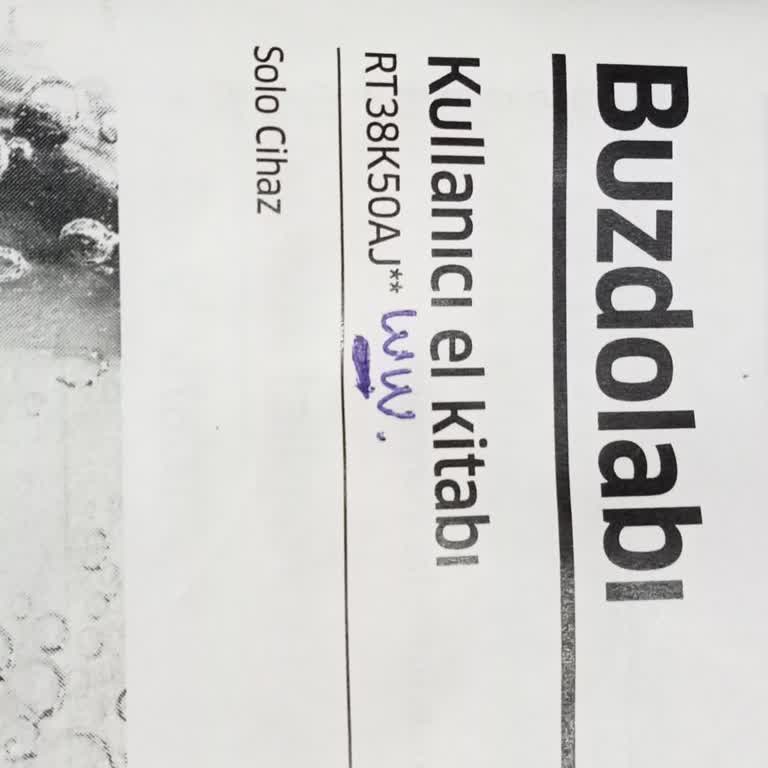 Buzdolabı
Kullanıcı el kitabı
RT38K50AJ** WW.
Solo Cihaz